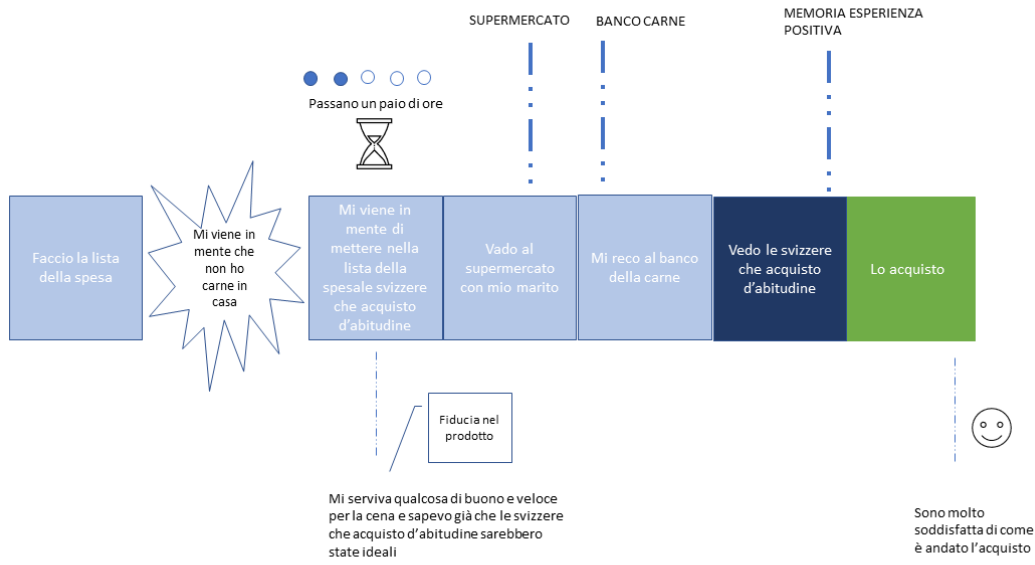 SUPERMERCATO
BANCO CARNE
MEMORIA ESPERIENZA
POSITIVA
Passano un paio di ore
Faccio la lista
della spesa
Mi viene in
mente che
non ho
carne in
casa
Mi viene in
mente di
mettere nella
lista della
spesale svizzere
che acquisto
d'abitudine
Vado al
supermercato
con mio marito
Mi reco al banco
della carne
Vedo le svizzere
che acquisto
d'abitudine
Lo acquisto
Fiducia nel
prodotto
Mi serviva qualcosa di buono e veloce
per la cena e sapevo già che le svizzere
che acquisto d'abitudine sarebbero
state ideali
Sono molto
soddisfatta di come
è andato l'acquisto